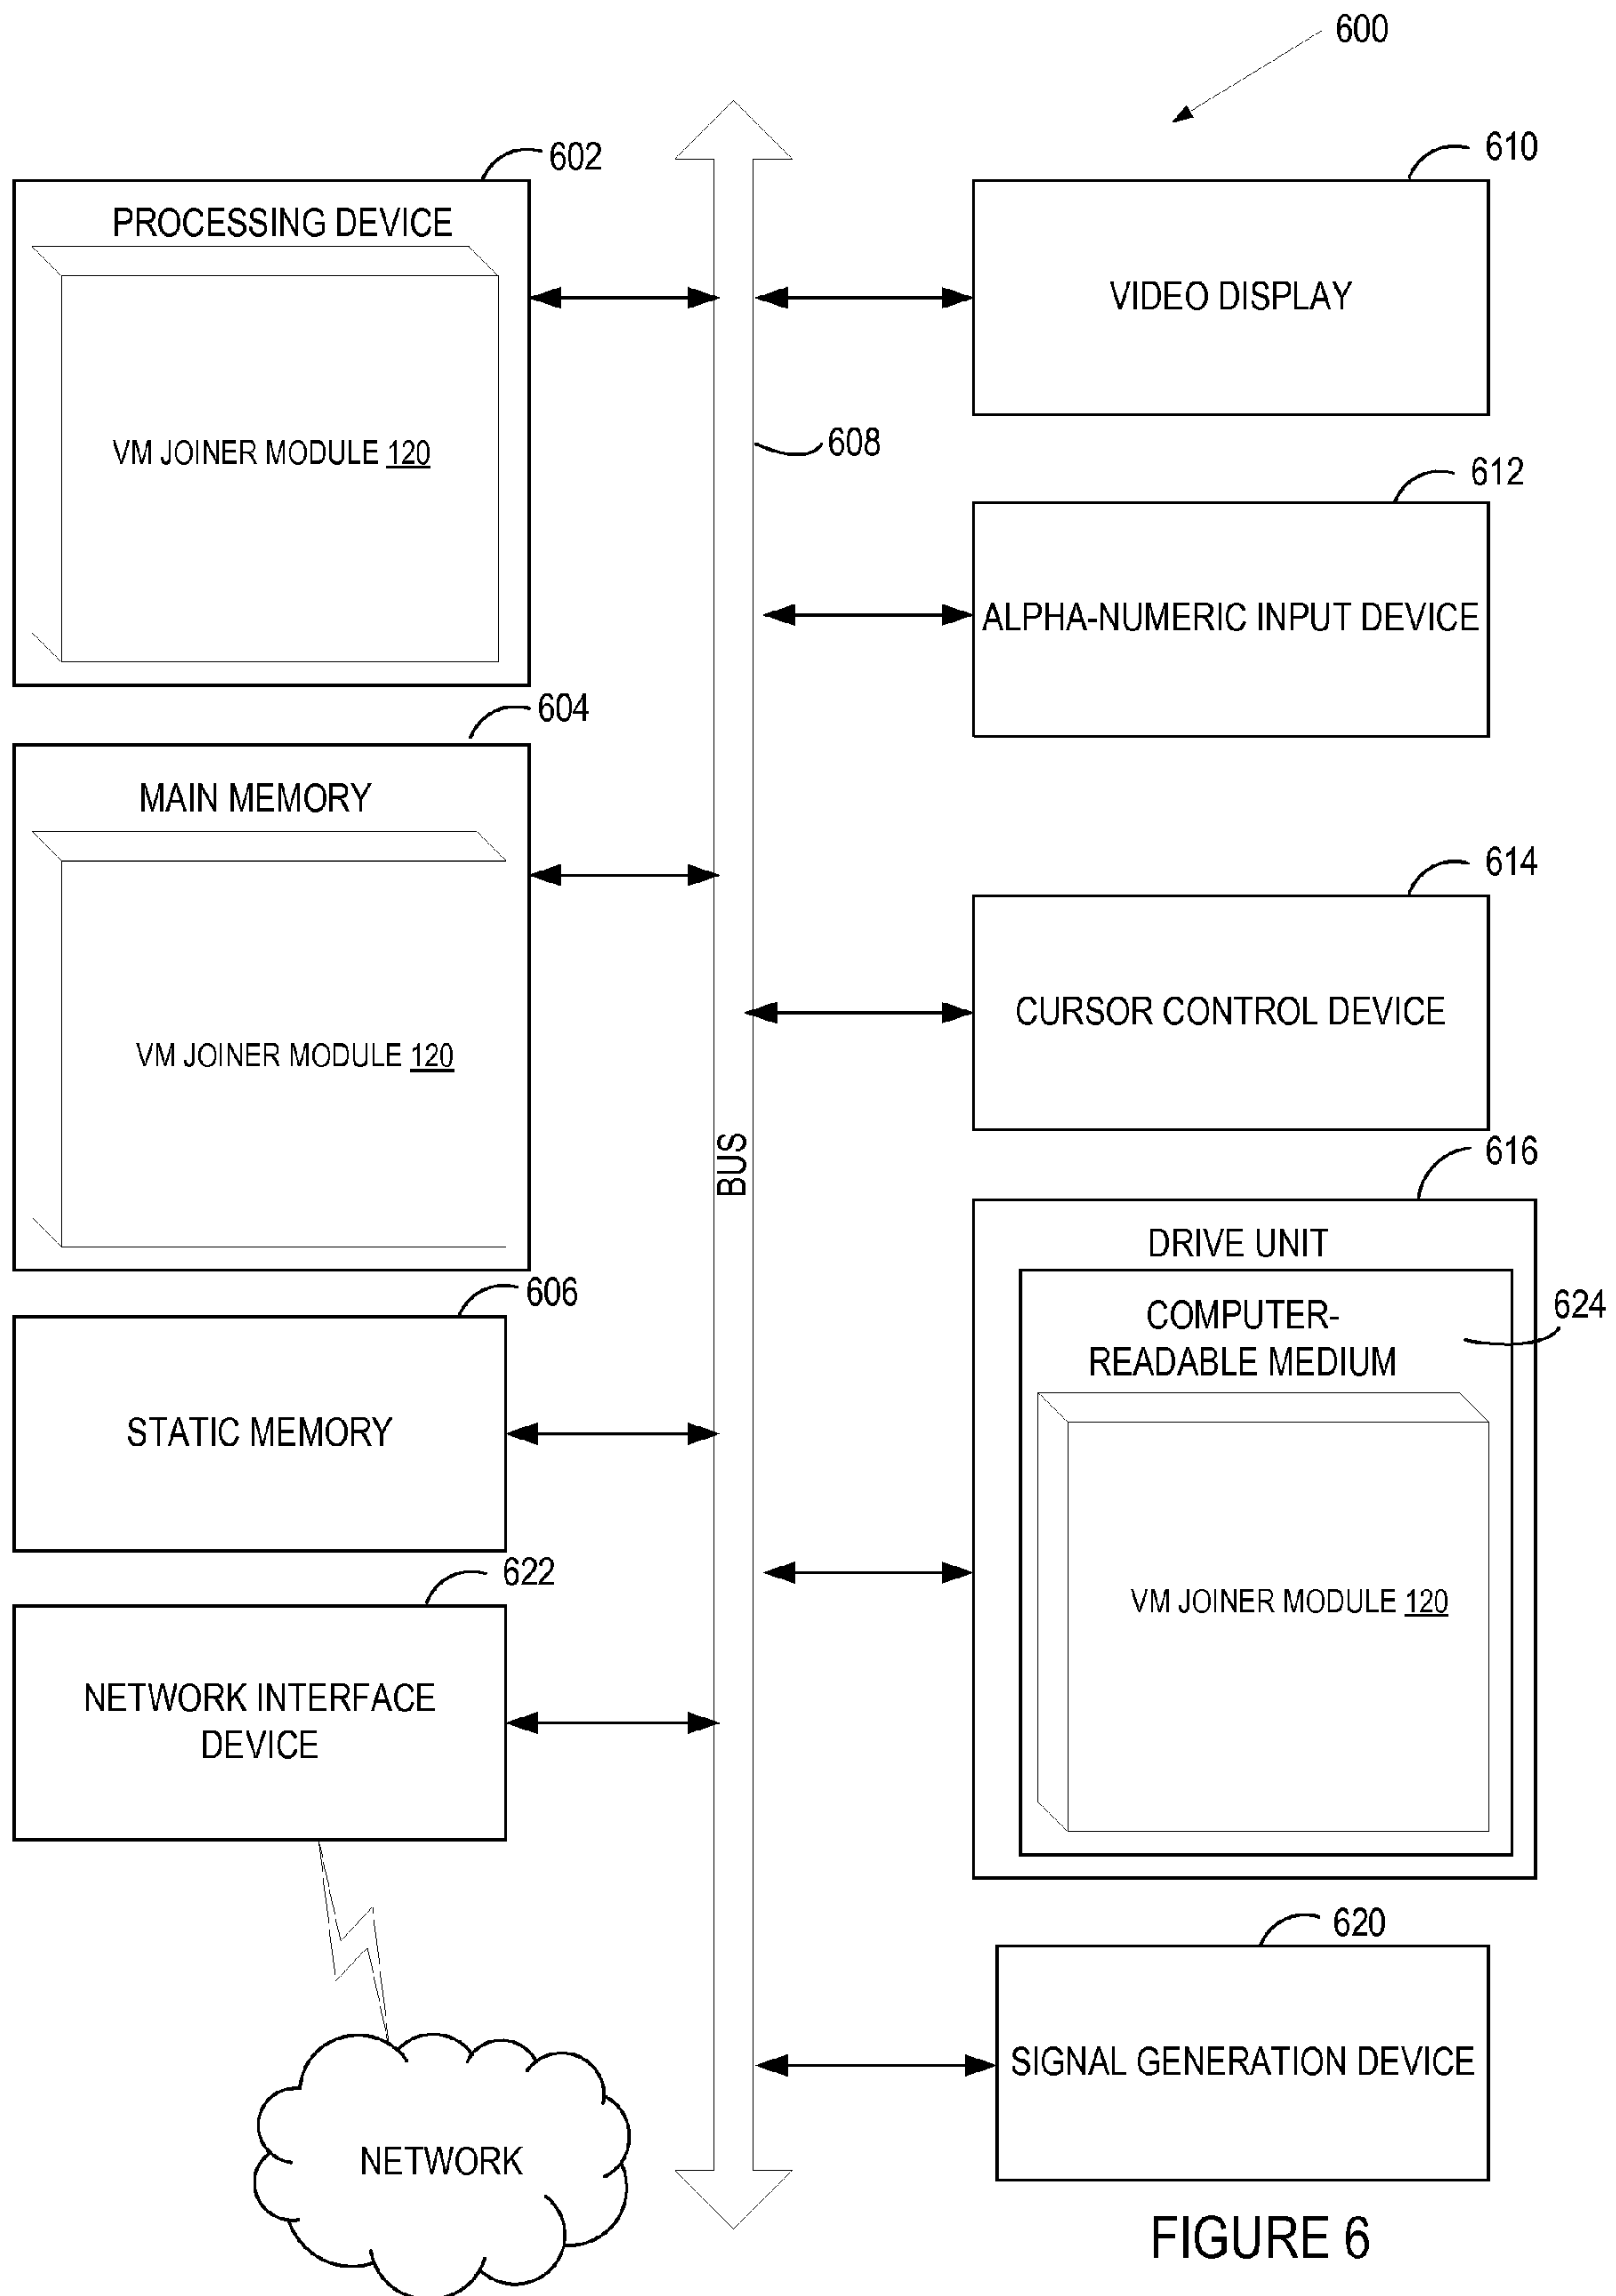 600
602
PROCESSING DEVICE
VM JOINER MODULE 120
604
MAIN MEMORY
VM JOINER MODULE 120
606
STATIC MEMORY
622
NETWORK INTERFACE
DEVICE
NETWORK
BUS
608
610
VIDEO DISPLAY
612
ALPHA-NUMERIC INPUT DEVICE
614
CURSOR CONTROL DEVICE
616
DRIVE UNIT
624
COMPUTER-
READABLE MEDIUM
VM JOINER MODULE 120
620
SIGNAL GENERATION DEVICE
FIGURE 6